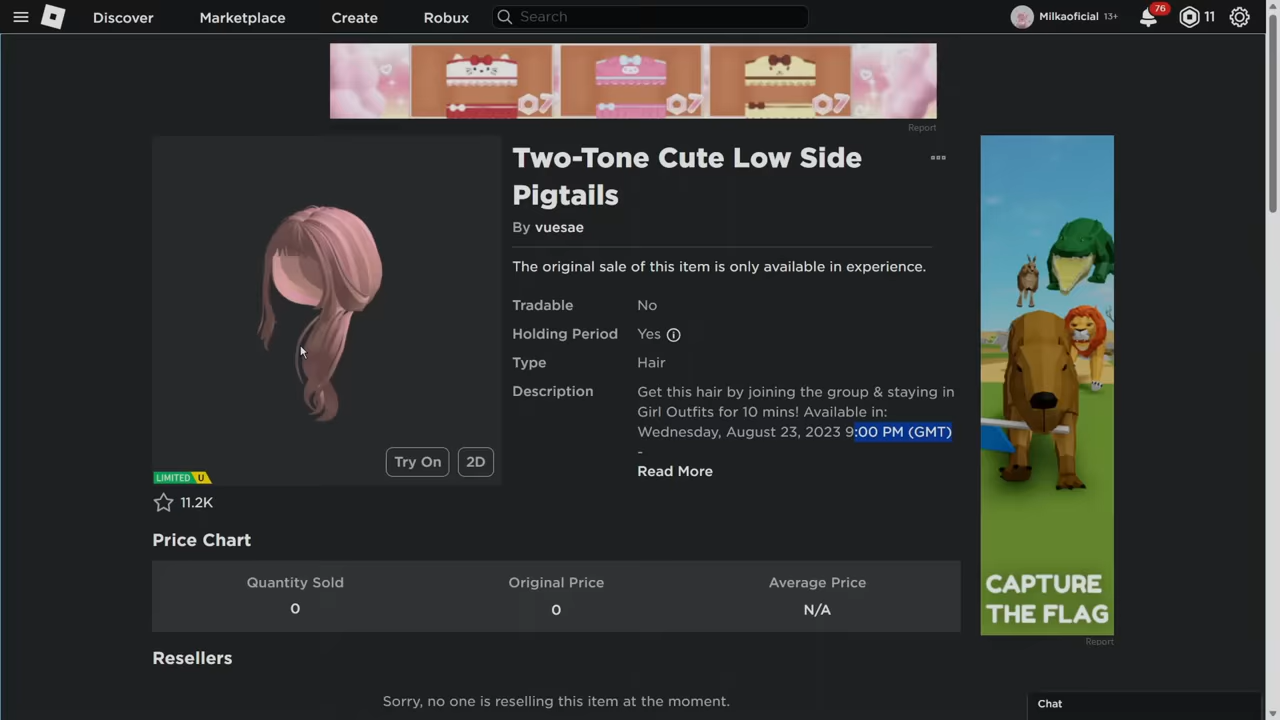 Discover
Marketplace
Create
Robux
Search
Milkaoficial 13+
76
11
07
07
07
Report
Two-Tone Cute Low Side
Pigtails
By vuesae
The original sale of this item is only available in experience.
Tradable No
Holding Period Yes
Type Hair
Description Get this hair by joining the group & staying in
Girl Outfits for 10 mins! Available in:
Wednesday, August 23, 2023 9:00 PM (GMT)
-
Read More
Try On
2D
LIMITED U
11.2K
CAPTURE
THE FLAG
Report
Price Chart
Quantity Sold Original Price Average Price
0 0 N/A
Resellers
Sorry, no one is reselling this item at the moment.
Chat